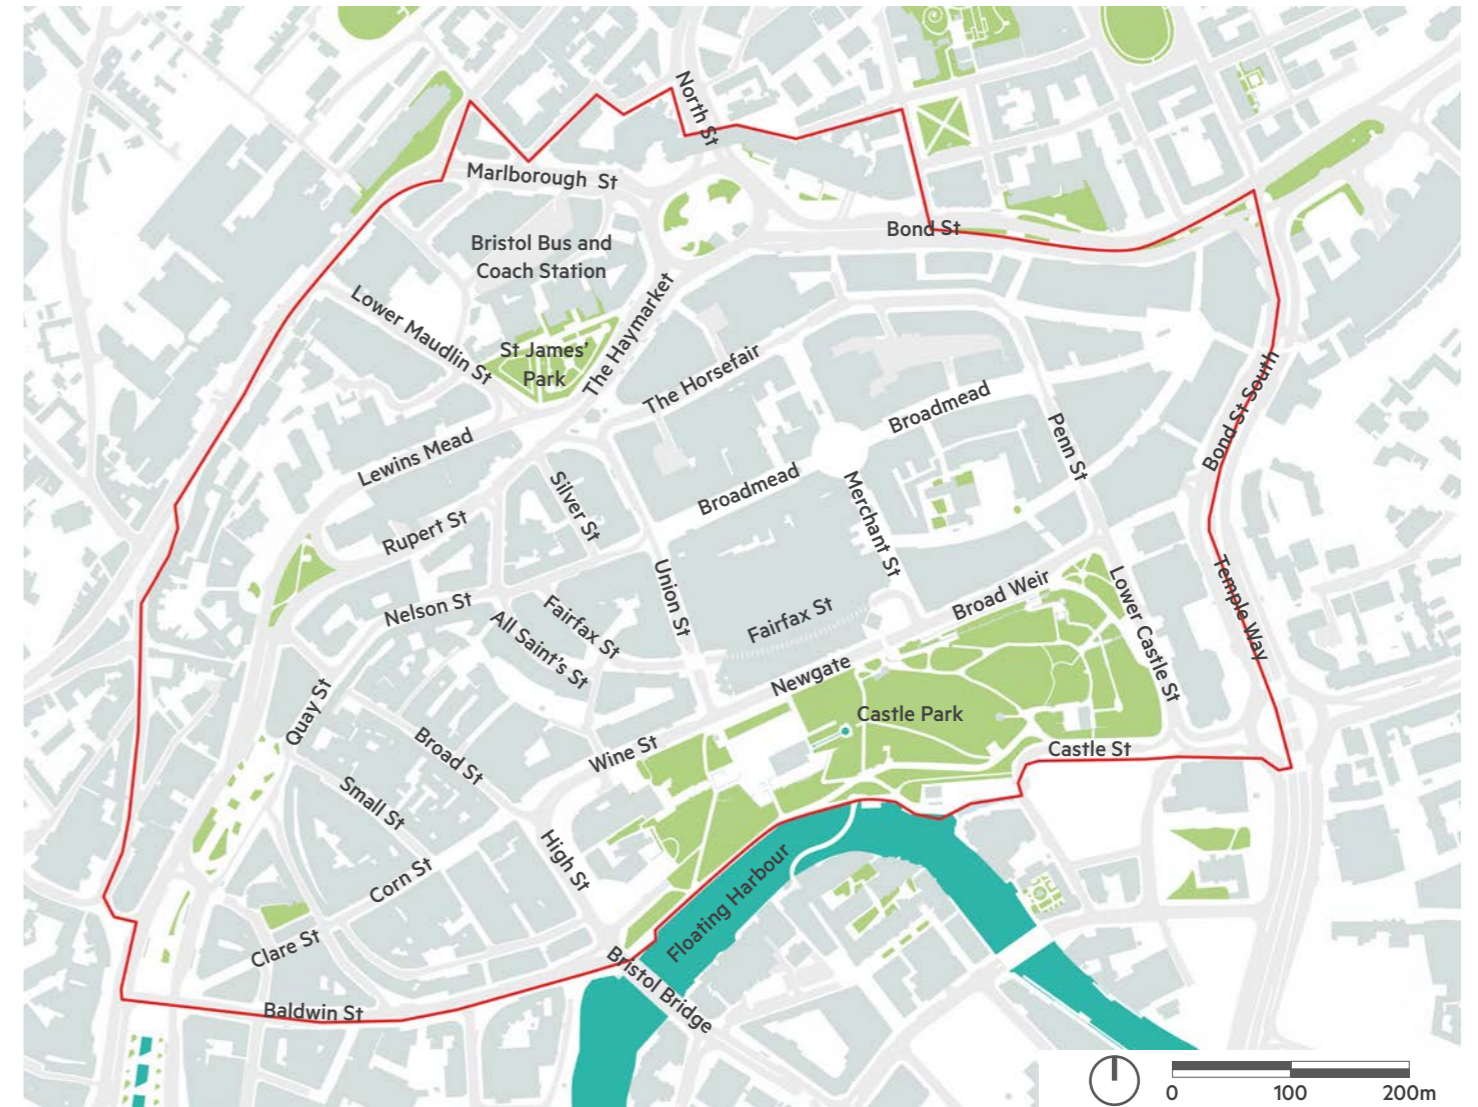 North St
Marlborough St
Bond St
Bristol Bus and
Coach Station
Lower Maudlin St
St James'
Park
The Haymarket
The Horsefair
Broadmead
Bond St South
Lewins Mead
Penn St
Silver St
Broadmead
Merchant St
Rupert St
Union St
Temple Way
Nelson St
Fairfax St
All Saint's St
Fairfax St
Broad Weir
Lower Castle St
Newgate
Quay St
Castle Park
Broad St
Wine St
Castle St
Small St
High St
Corn St
Floating Harbour
Clare St
Bristol Bridge
Baldwin St
0 100 200m